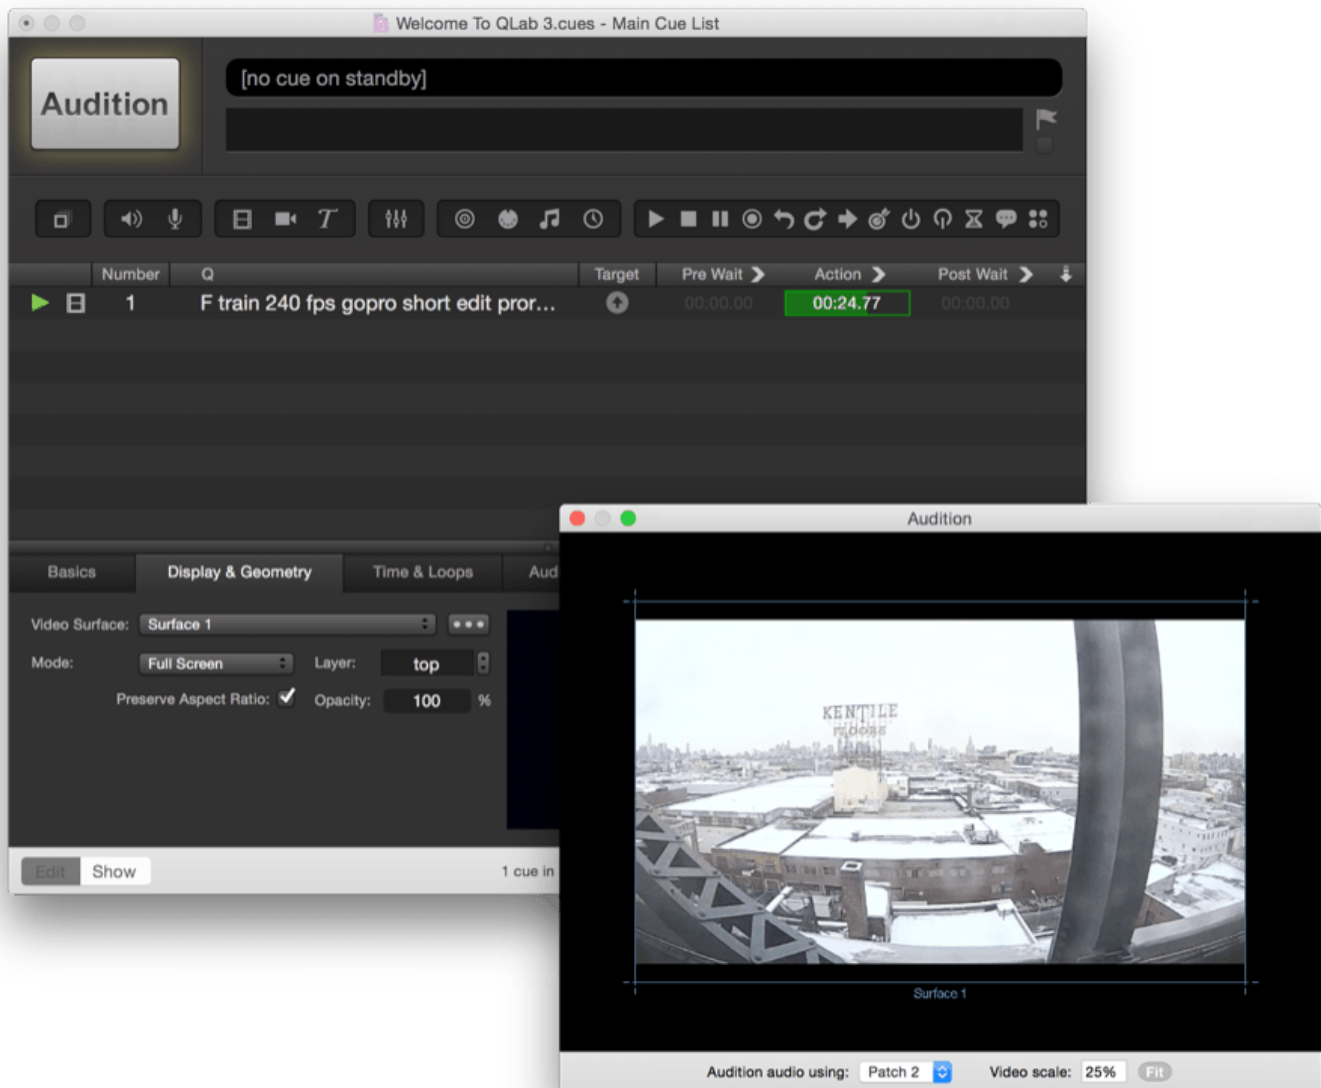 Welcome To QLab 3.cues - Main Cue List
Audition
[no cue on standby]
Number Q Target Pre Wait Action Post Wait
1 F train 240 fps gopro short edit pror... 00:00.00 00:24.77 00:00.00
Audition
Basics Display & Geometry Time & Loops Aud
Video Surface: Surface 1
Mode: Full Screen Layer: top
Preserve Aspect Ratio: Opacity: 100 %
KENTILE
FLOORS
Edit Show 1 cue in
Surface 1
Audition audio using: Patch 2 Video scale: 25% Fit